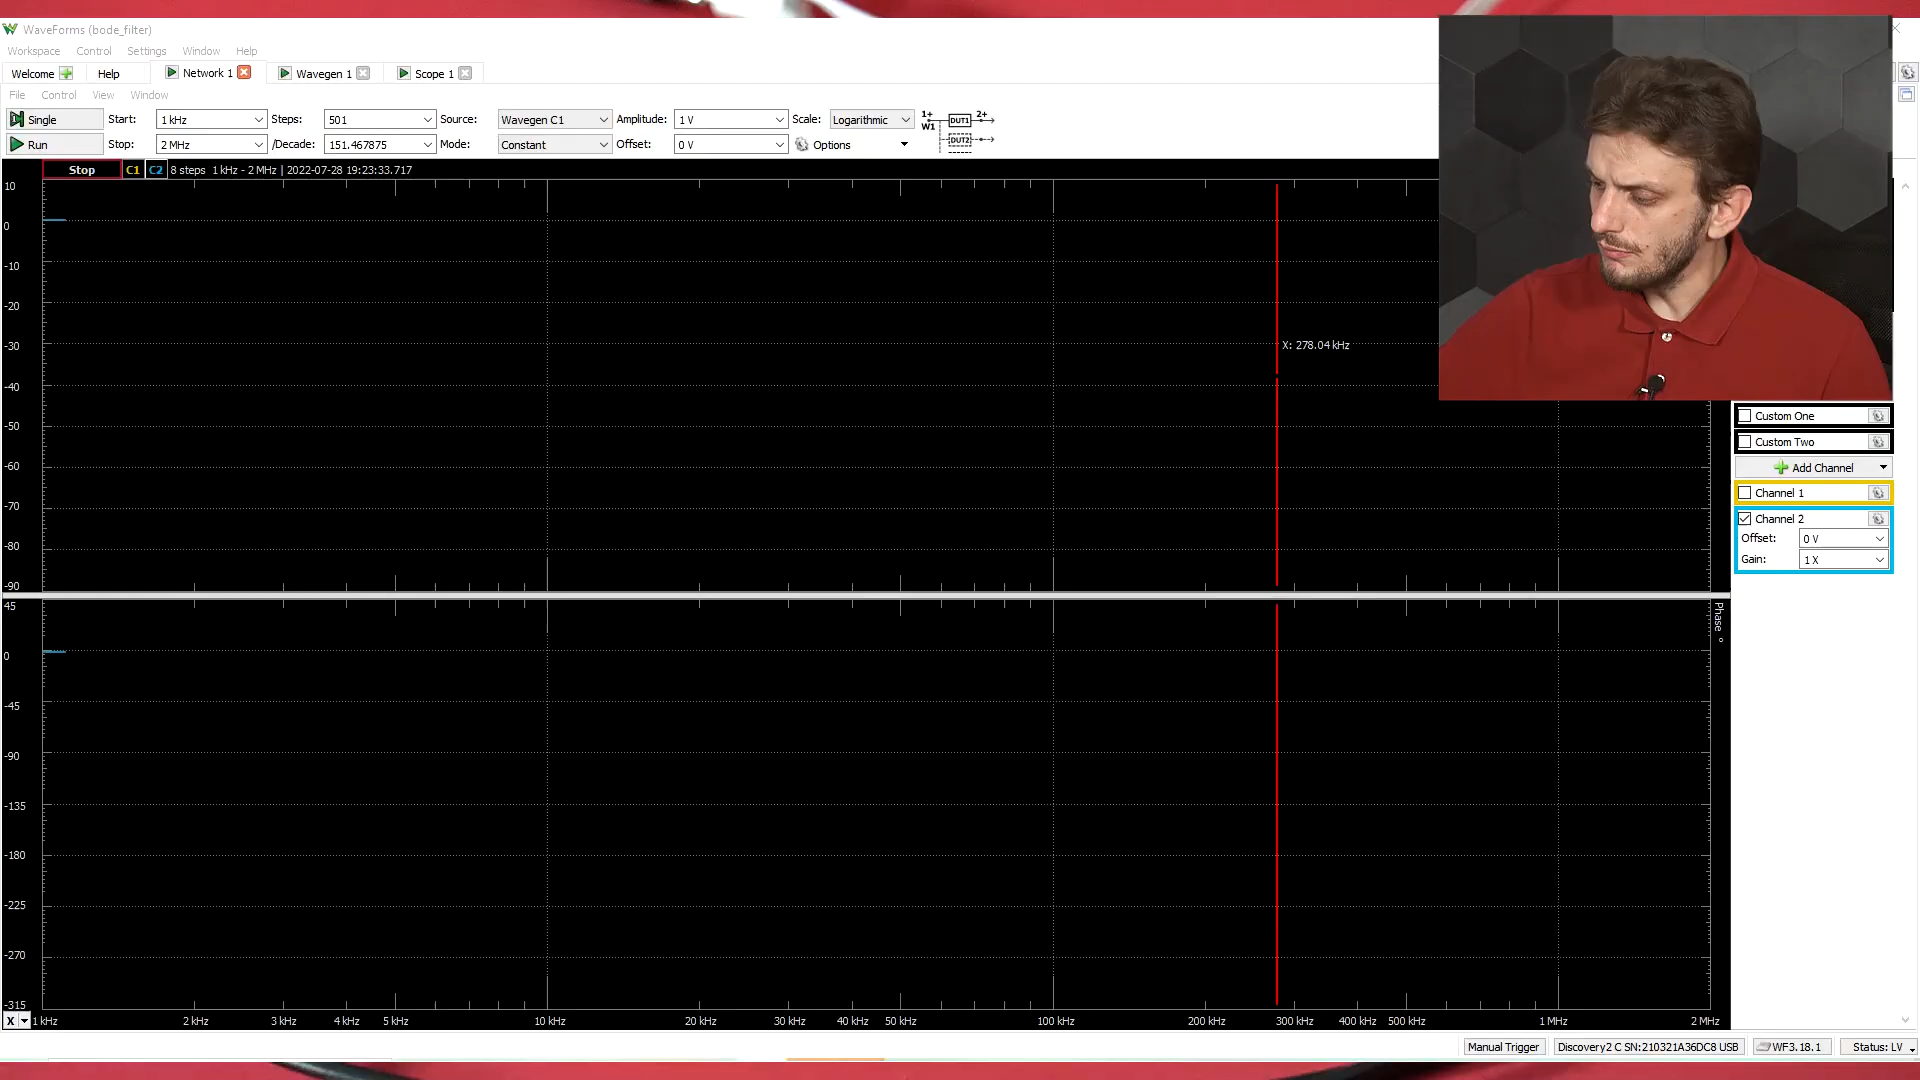 WaveForms (bode_filter)
Workspace Control Settings Window Help
Welcome Help Network 1 Wavegen 1 Scope 1
File Control View Window
Single Start: 1 kHz Steps: 501 Source: Wavegen C1 Amplitude: 1 V Scale: Logarithmic 1+ W1 DUT1 2+
Run Stop: 2 MHz /Decade: 151.467875 Mode: Constant Offset: 0 V Options DUT2
Stop C1 C2 8 steps 1 kHz - 2 MHz | 2022-07-28 19:23:33.717
10
0
-10
-20
-30
X: 278.04 kHz
-40
-50
-60
-70
-80
-90
Custom One
Custom Two
Add Channel
Channel 1
Channel 2
Offset: 0 V
Gain: 1 X
45
Phase °
0
-45
-90
-135
-180
-225
-270
-315
X 1 kHz 2 kHz 3 kHz 4 kHz 5 kHz 10 kHz 20 kHz 30 kHz 40 kHz 50 kHz 100 kHz 200 kHz 300 kHz 400 kHz 500 kHz 1 MHz 2 MHz
Manual Trigger Discovery2 C SN:210321A36DC8 USB WF3.18.1 Status: LV